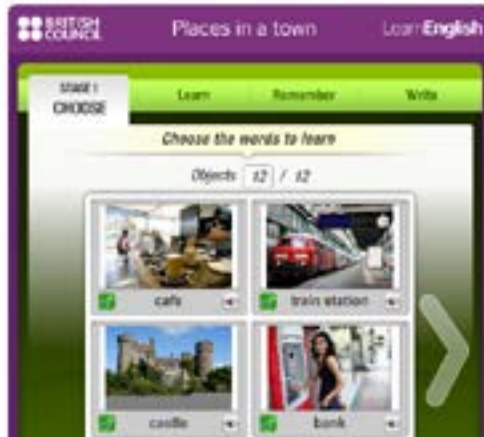 BRITISH COUNCIL
Places in a town
LearnEnglish
STAGE 1
CHOOSE
Learn
Remember
Write
Choose the words to learn
Objects 12 / 12
cafe
train station
castle
bank